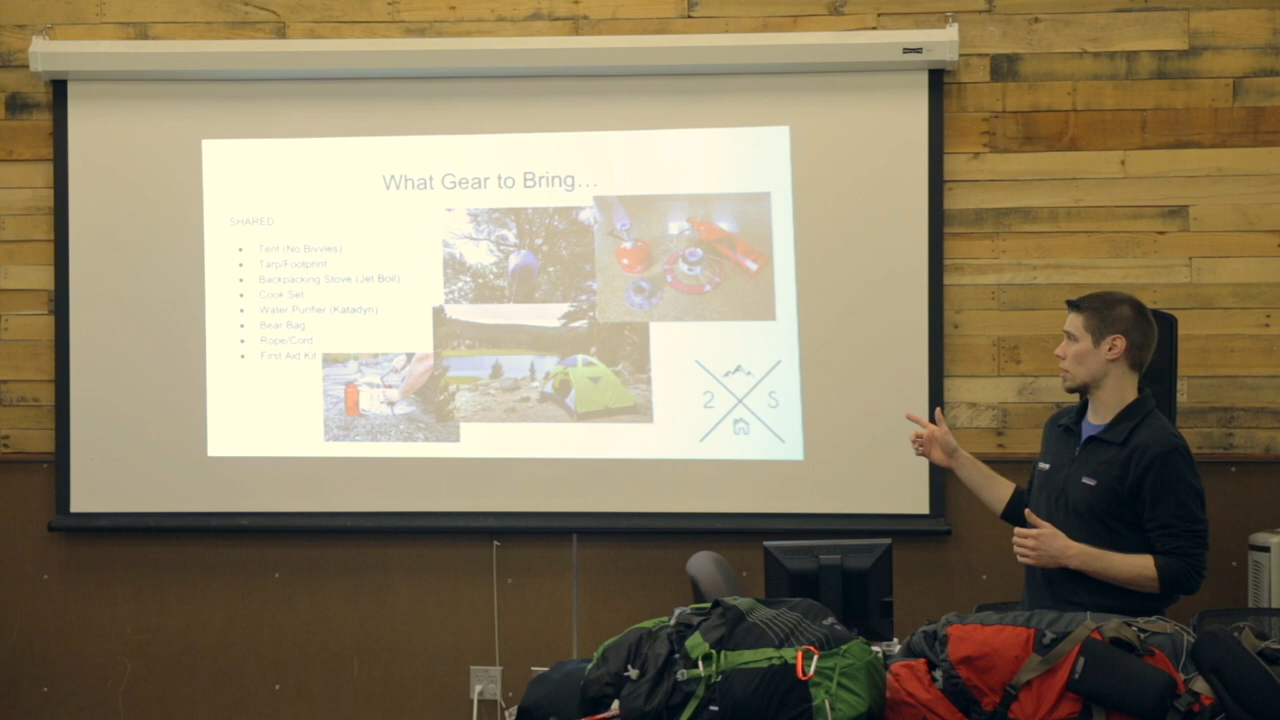 What Gear to Bring...
SHARED
Tent (No Bivvies)
Tarp/Footprint
Backpacking Stove (Jet Boil)
Cook Set
Water Purifier (Katadyn)
Bear Bag
Rope/Cord
First Aid Kit
2 S